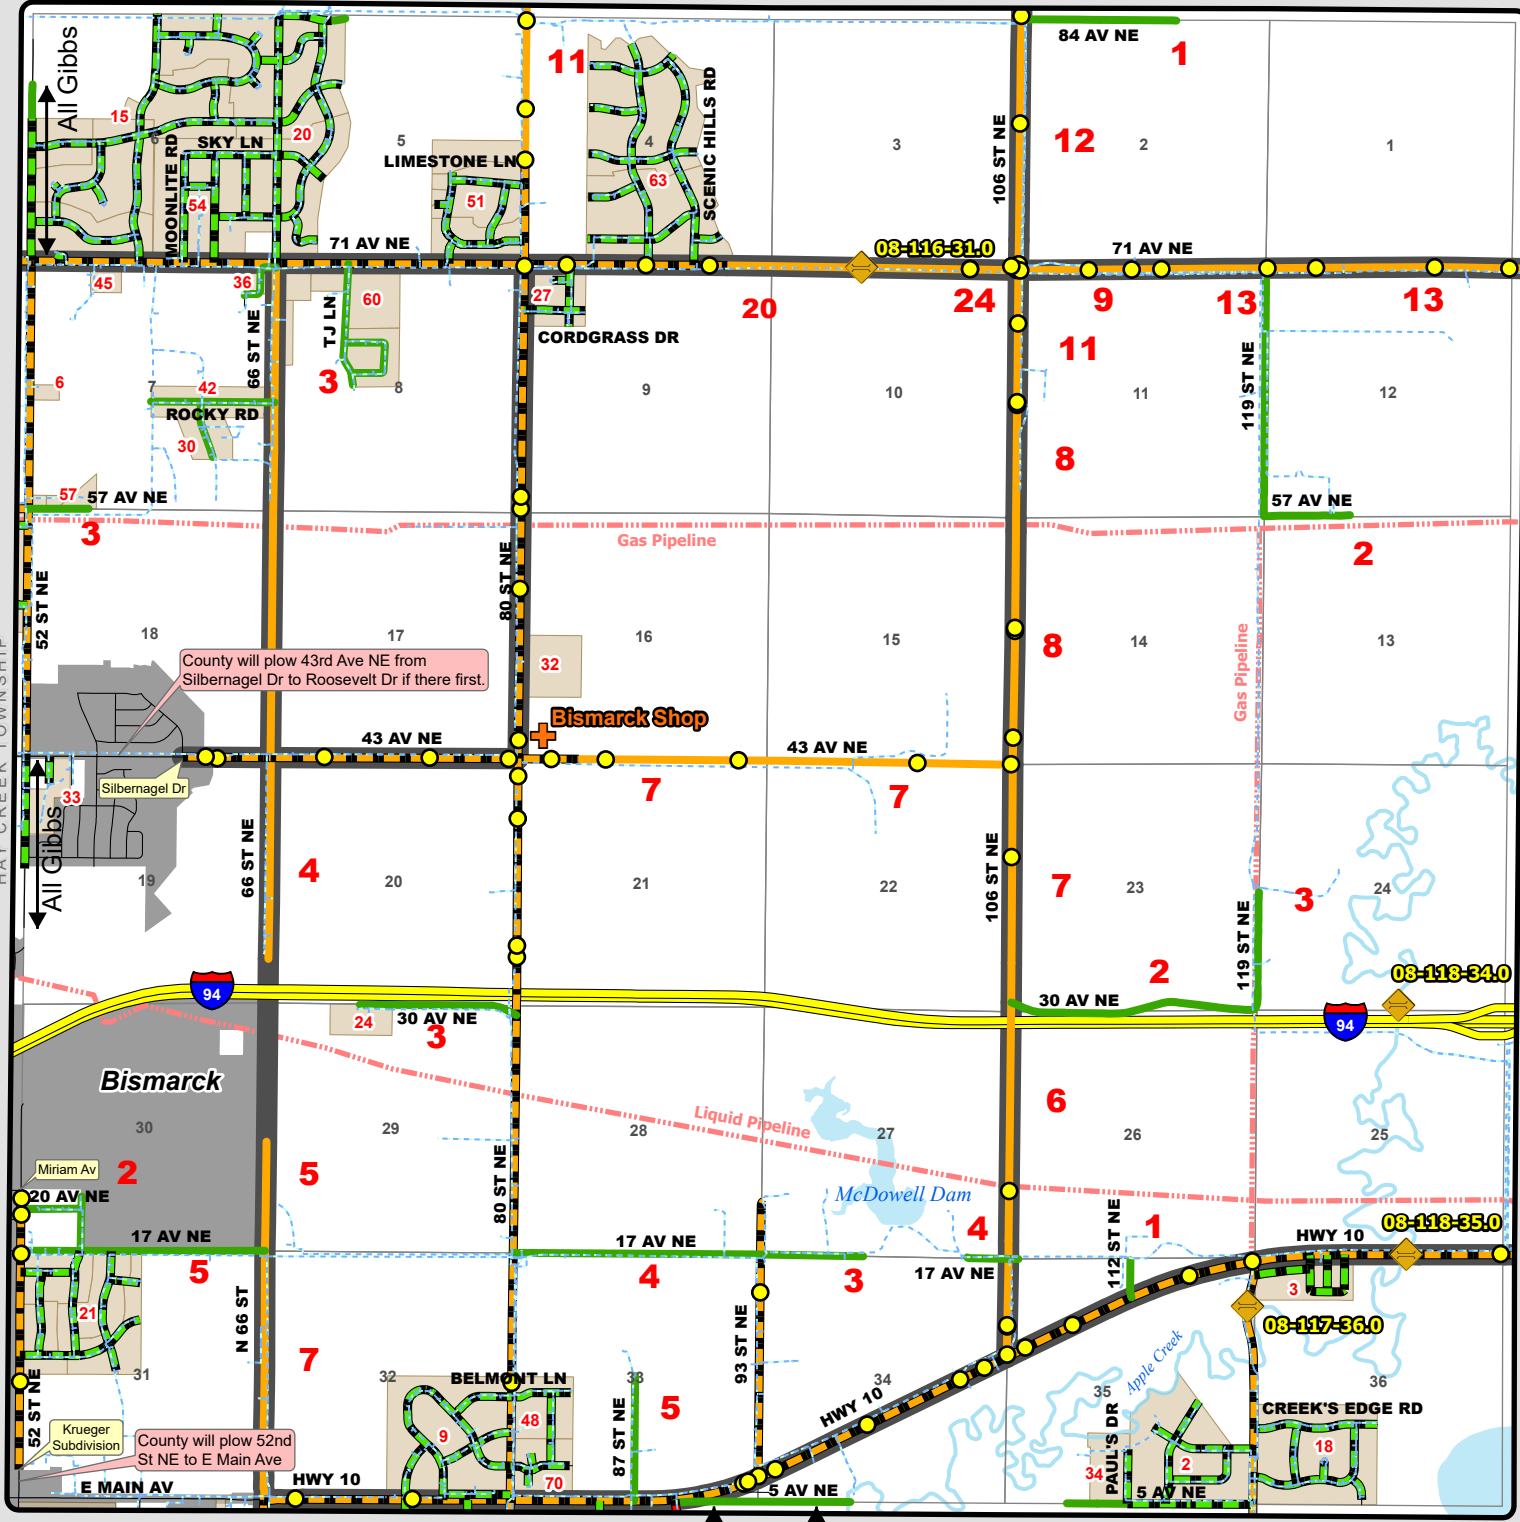 84 AV NE
1
11
All Gibbs
15
6
20
SKY LN
MOONLITE RD
54
5
LIMESTONE LN
51
4
63
SCENIC HILLS RD
3
106 ST NE
12
2
1
71 AV NE
08-116-31.0
71 AV NE
45
36
66 ST NE
TJ LN
60
27
CORDGRASS DR
20
24
9
13
13
11
3
8
6
7
42
ROCKY RD
30
9
10
11
119 ST NE
12
8
57
57 AV NE
57 AV NE
3
Gas Pipeline
2
52 ST NE
80 ST NE
HAY CREEK TOWNSHIP
18
17
16
15
8
14
13
Gas Pipeline
County will plow 43rd Ave NE from
Silbernagel Dr to Roosevelt Dr if there first.
32
Bismarck Shop
43 AV NE
43 AV NE
Silbernagel Dr
33
All Gibbs
7
7
66 ST NE
4
19
20
21
22
106 ST NE
7
23
3
24
119 ST NE
2
08-118-34.0
94
30 AV NE
24
30 AV NE
3
94
Bismarck
6
30
29
28
Liquid Pipeline
27
26
25
Miriam Av
2
20 AV NE
5
80 ST NE
McDowell Dam
4
112 ST NE
1
08-118-35.0
17 AV NE
17 AV NE
HWY 10
5
4
3
17 AV NE
3
21
N 66 ST
93 ST NE
08-117-36.0
7
31
32
BELMONT LN
33
34
Apple Creek
35
36
52 ST NE
48
9
87 ST NE
5
HWY 10
PAUL'S DR
CREEK'S EDGE RD
Krueger
Subdivision
County will plow 52nd
St NE to E Main Ave
18
2
34
70
E MAIN AV
HWY 10
5 AV NE
5 AV NE